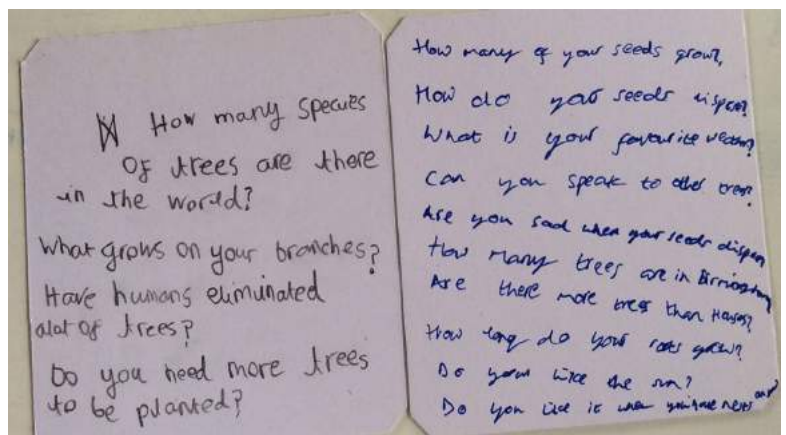 How many species
of trees are there
in the world?
What grows on your branches?
Have humans eliminated
alot of trees?
Do you need more trees
to be planted?
How many of your seeds grow?
How do your seeds disperse?
What is your favourite weather?
Can you speak to other trees?
Are you sad when your seeds disperse
How many trees are in Birmingham
Are there more trees than Houses?
How long do your roots grow?
Do you like the sun?
Do you like it when you have nests